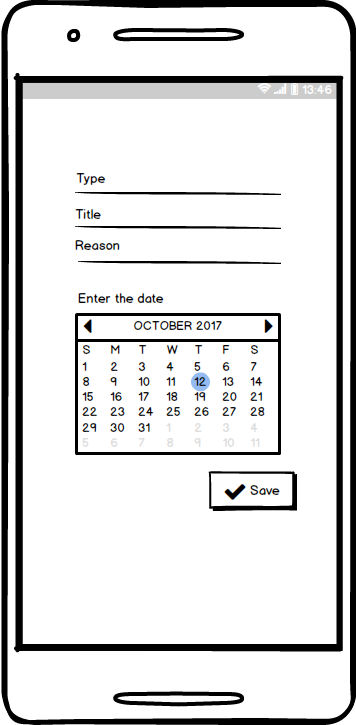 13:46
Type
Title
Reason
Enter the date
OCTOBER 2017
S M T W T F S
1 2 3 4 5 6 7
8 9 10 11 12 13 14
15 16 17 18 19 20 21
22 23 24 25 26 27 28
29 30 31 1 2 3 4
5 6 7 8 9 10 11
Save